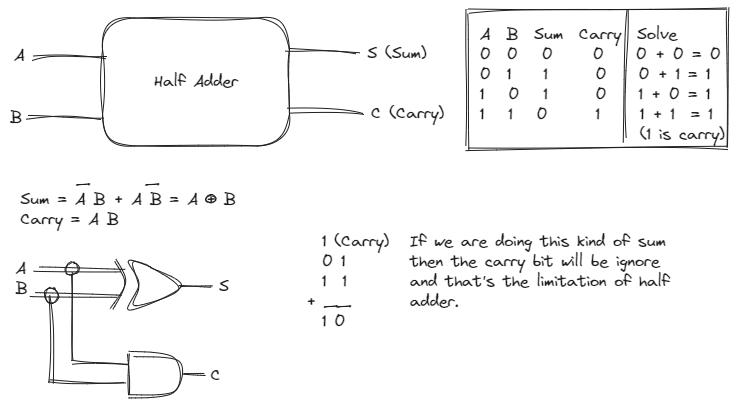 A
B
Half Adder
S (Sum)
C (Carry)
A B Sum Carry Solve
0 0 0 0 0 + 0 = 0
0 1 1 0 0 + 1 = 1
1 0 1 0 1 + 0 = 1
1 1 0 1 1 + 1 = 1
(1 is carry)
Sum = A̅ B + A B̅ = A ⊕ B
Carry = A B
A
B
S
C
1 (Carry)
0 1
1 1
+
1 0
If we are doing this kind of sum
then the carry bit will be ignore
and that's the limitation of half
adder.